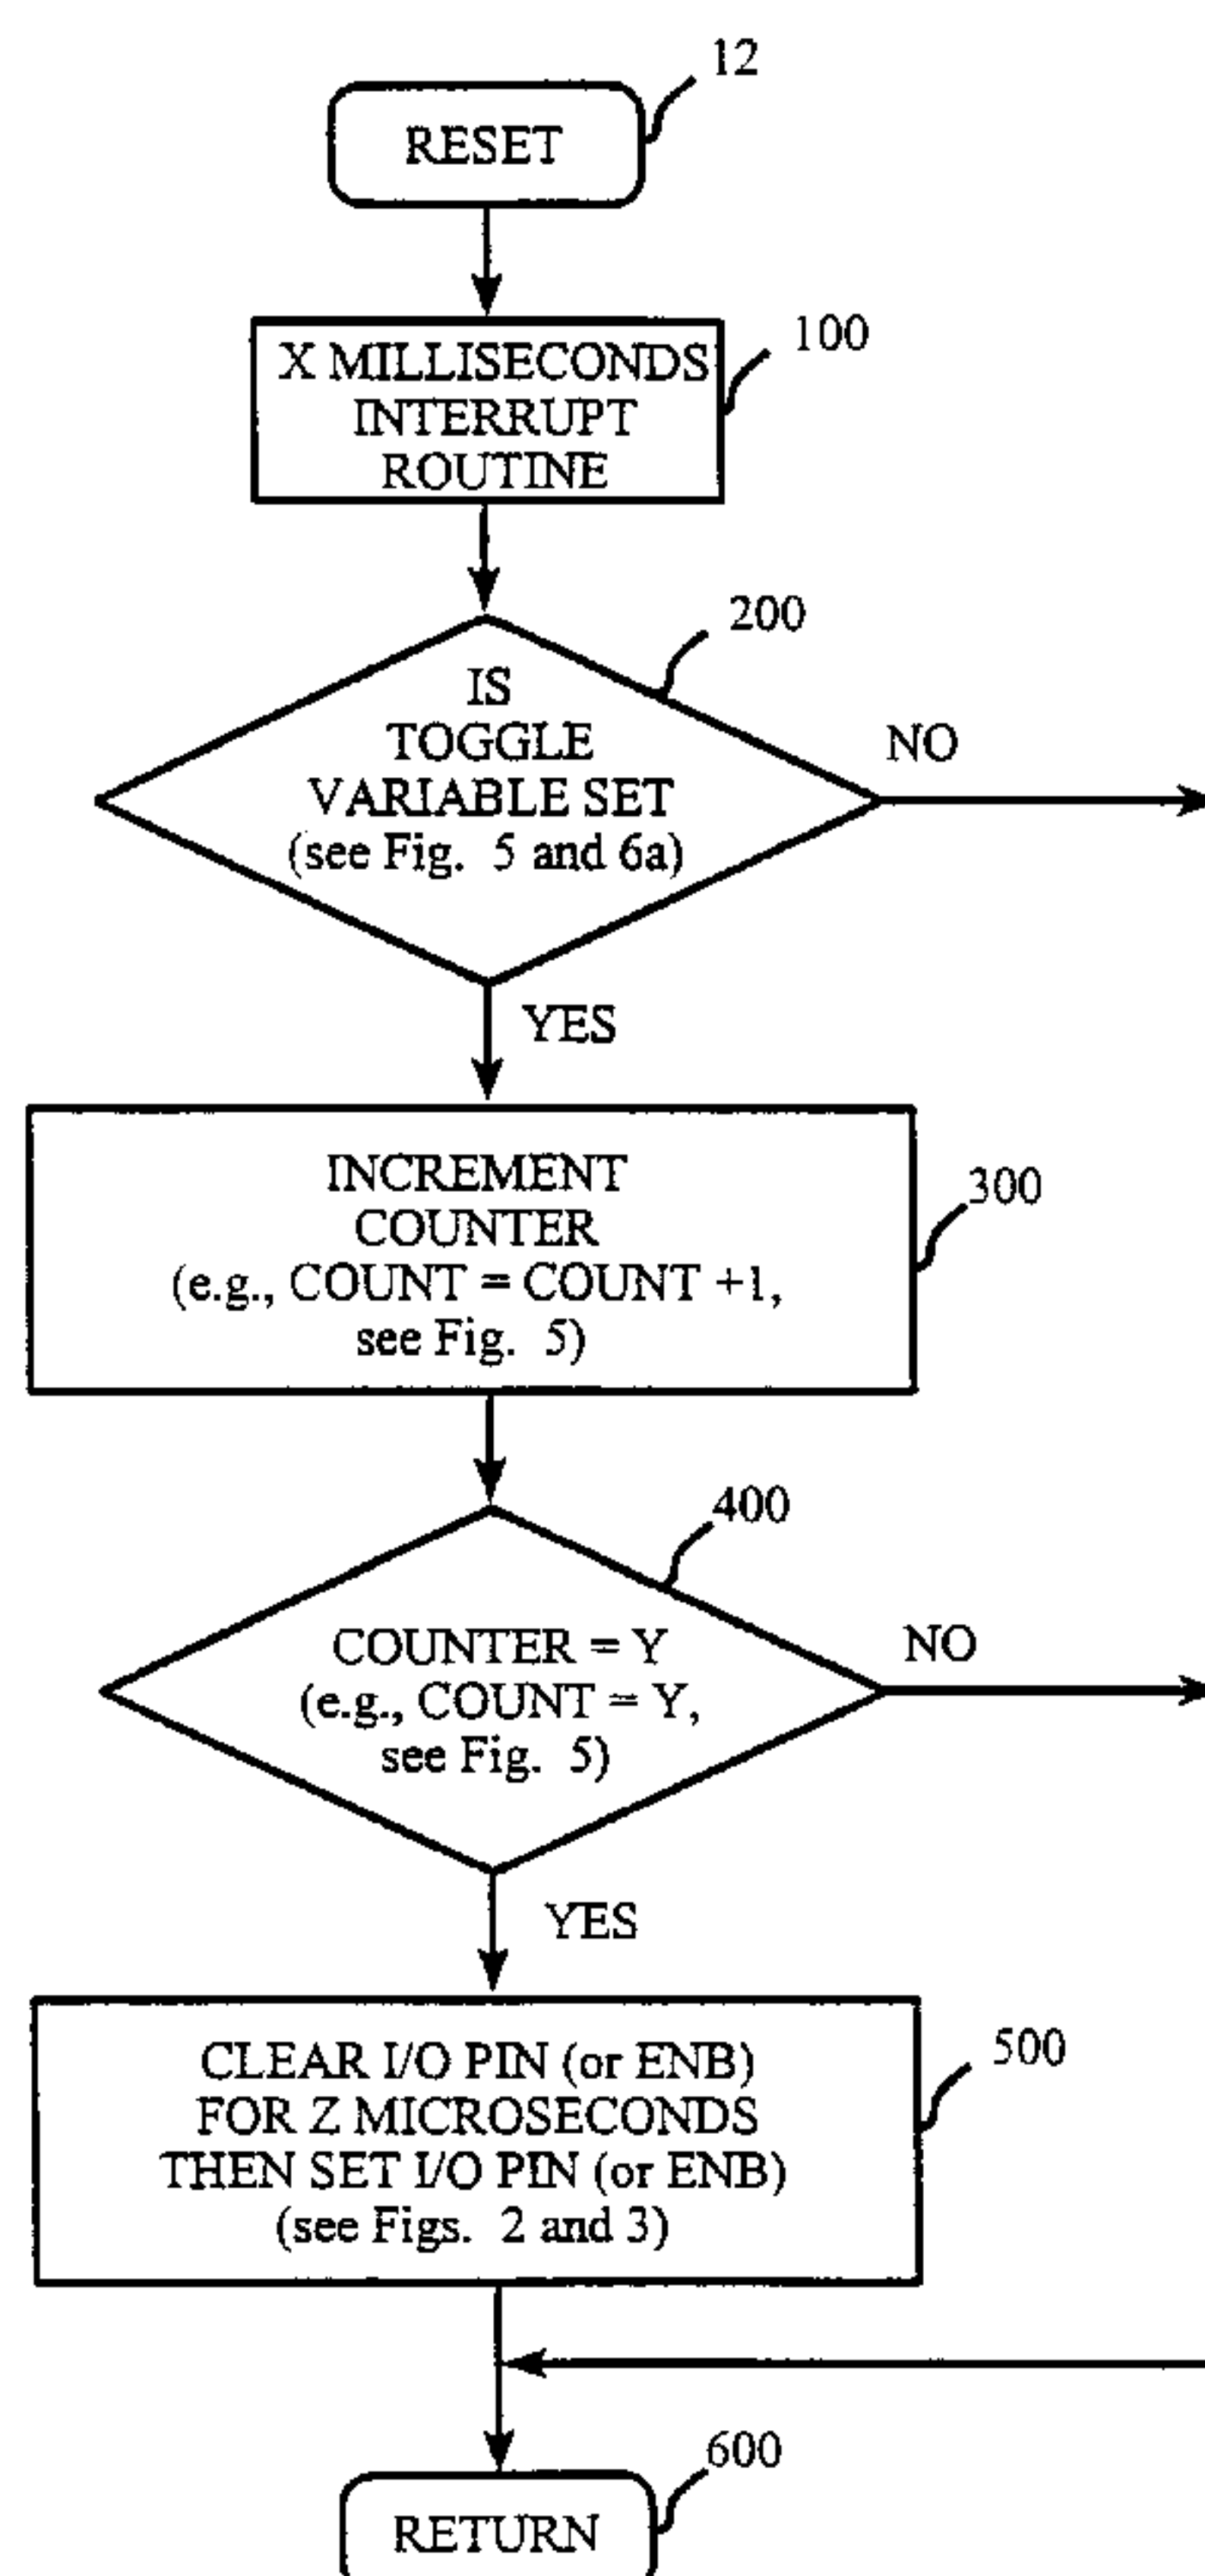 12
RESET
100
X MILLISECONDS
INTERRUPT
ROUTINE
200
IS
TOGGLE
VARIABLE SET
(see Fig. 5 and 6a)
NO
YES
INCREMENT
COUNTER
(e.g., COUNT = COUNT +1,
see Fig. 5)
300
400
COUNTER = Y
(e.g., COUNT = Y,
see Fig. 5)
NO
YES
CLEAR I/O PIN (or ENB)
FOR Z MICROSECONDS
THEN SET I/O PIN (or ENB)
(see Figs. 2 and 3)
500
600
RETURN